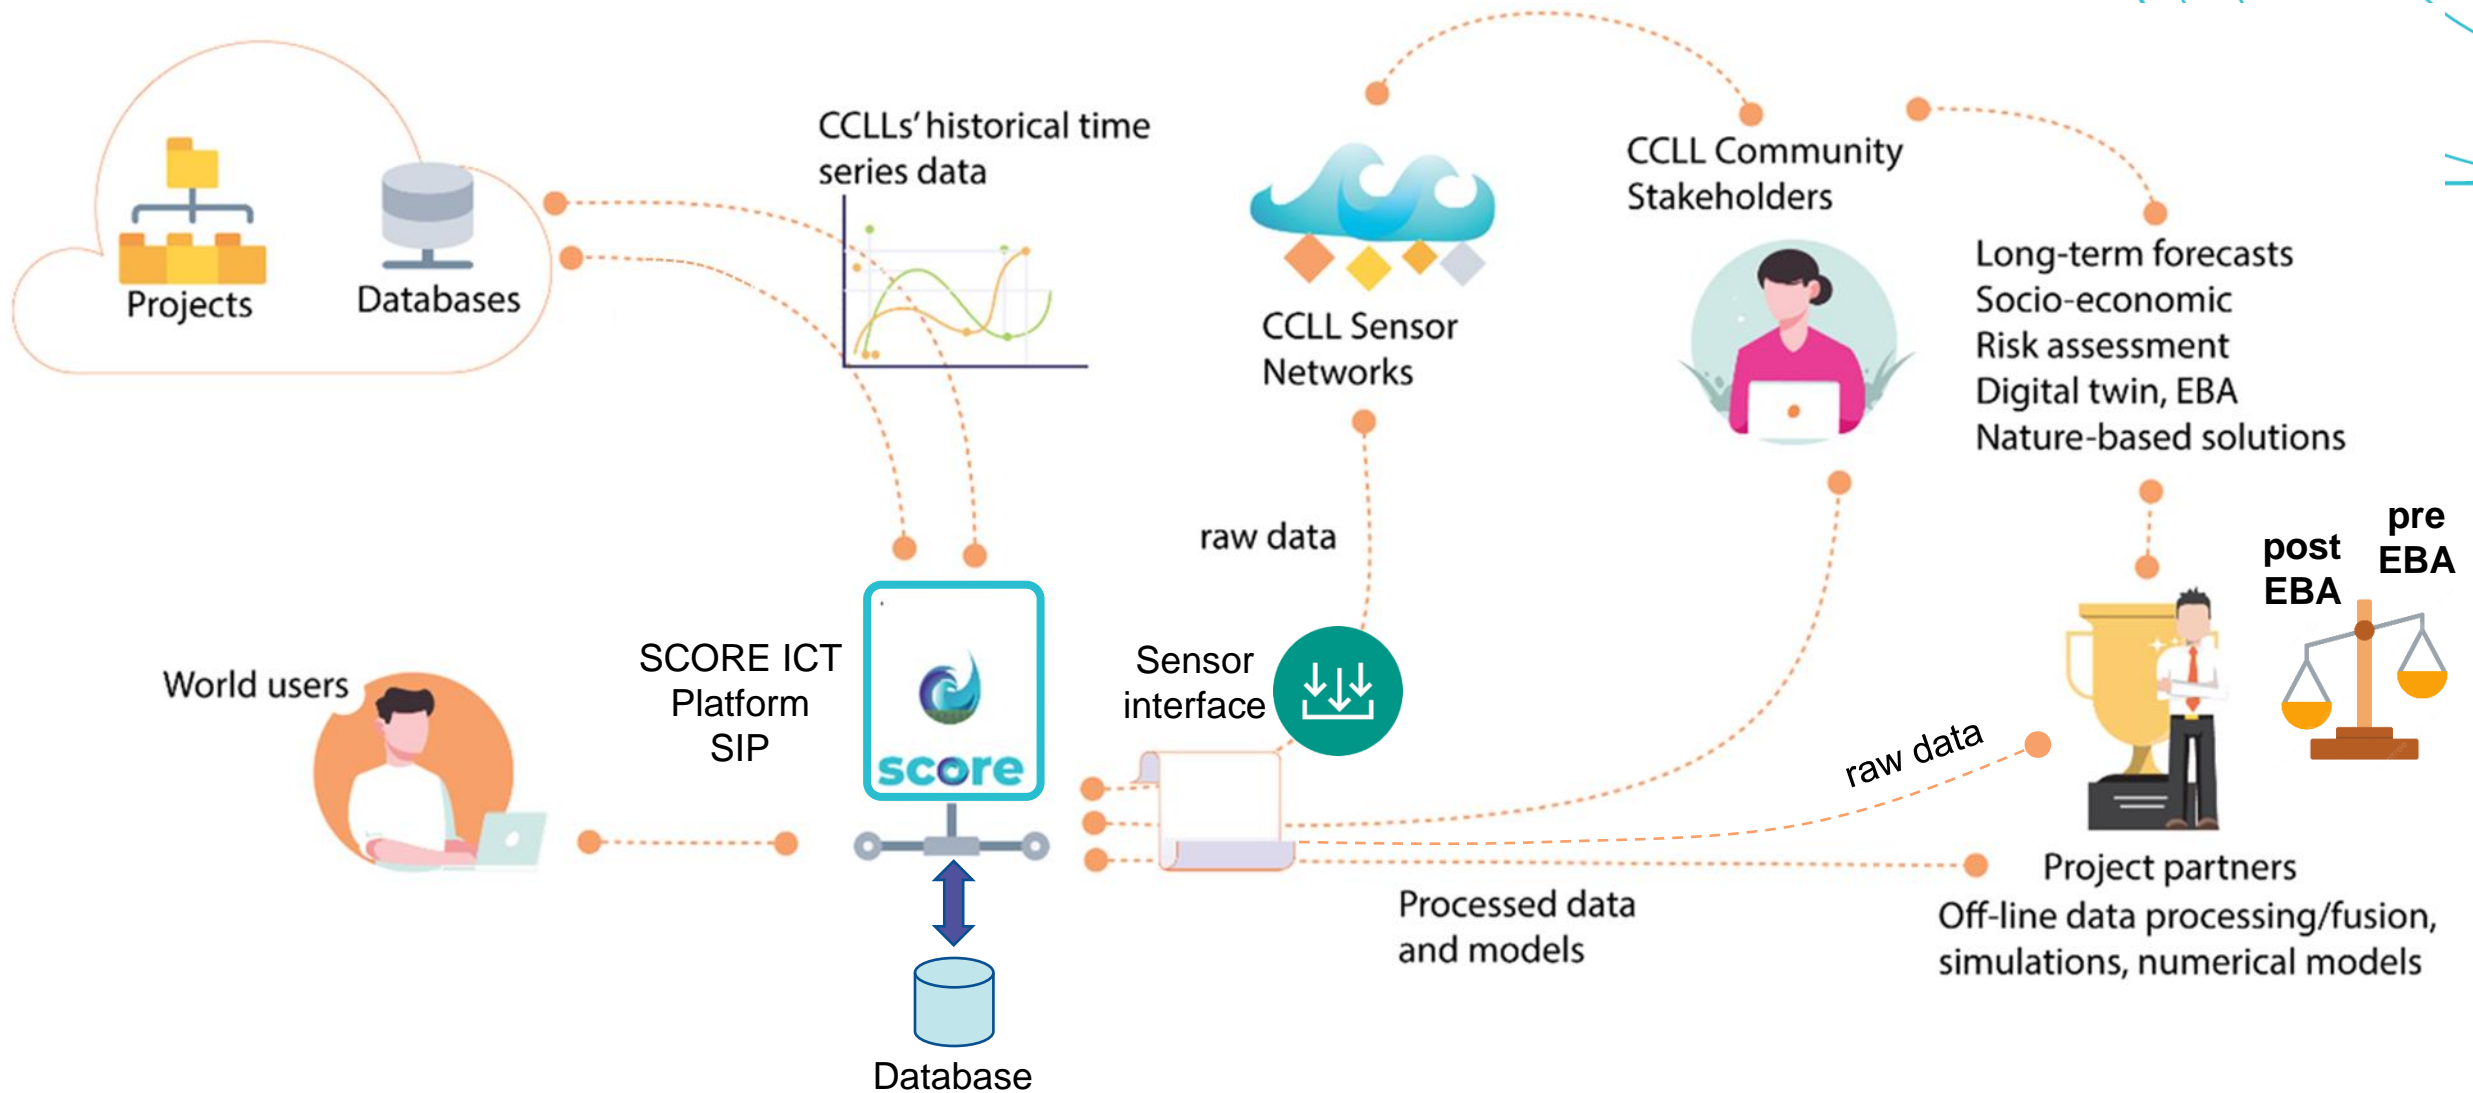 CCLLs' historical time
series data
Projects
Databases
CCLL Sensor
Networks
CCLL Community
Stakeholders
Long-term forecasts
Socio-economic
Risk assessment
Digital twin, EBA
Nature-based solutions
raw data
post
EBA
pre
EBA
World users
SCORE ICT
Platform
SIP
score
Sensor
interface
raw data
Processed data
and models
Project partners
Off-line data processing/fusion,
simulations, numerical models
Database